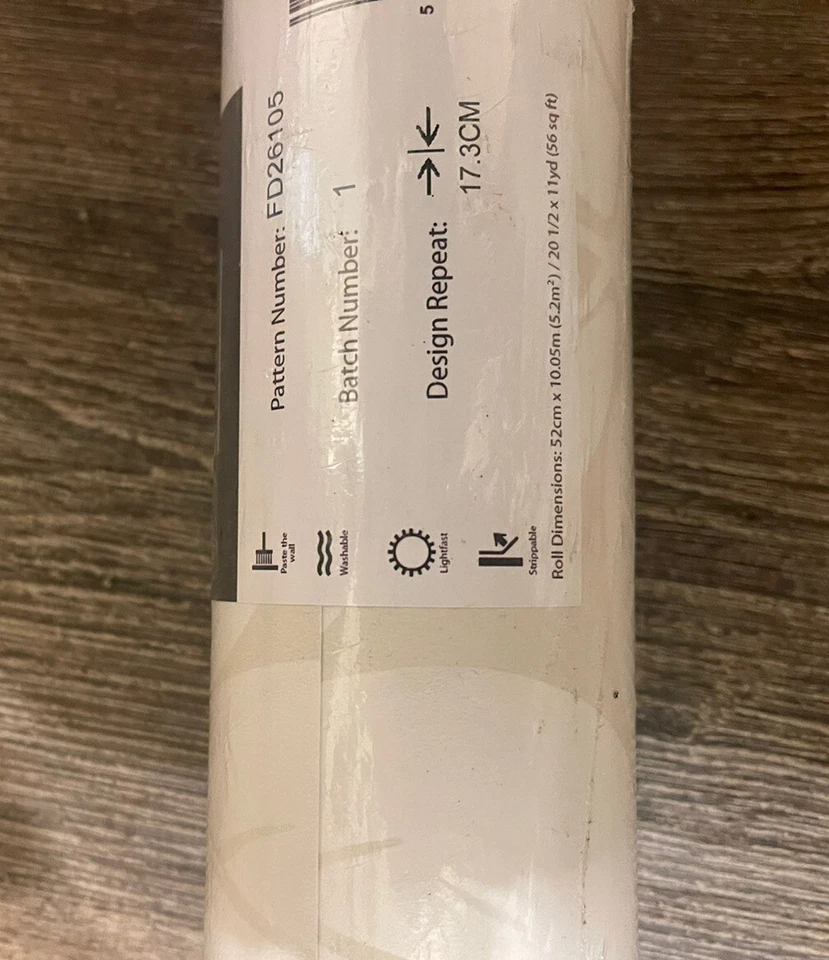 5
Pattern Number: FD26105
Batch Number: 1
Design Repeat: →|←
17.3CM
Paste the
wall
Washable
Lightfast
Strippable
Roll Dimensions: 52cm x 10.05m (5.2m²) / 20 1/2 x 11yd (56 sq ft)